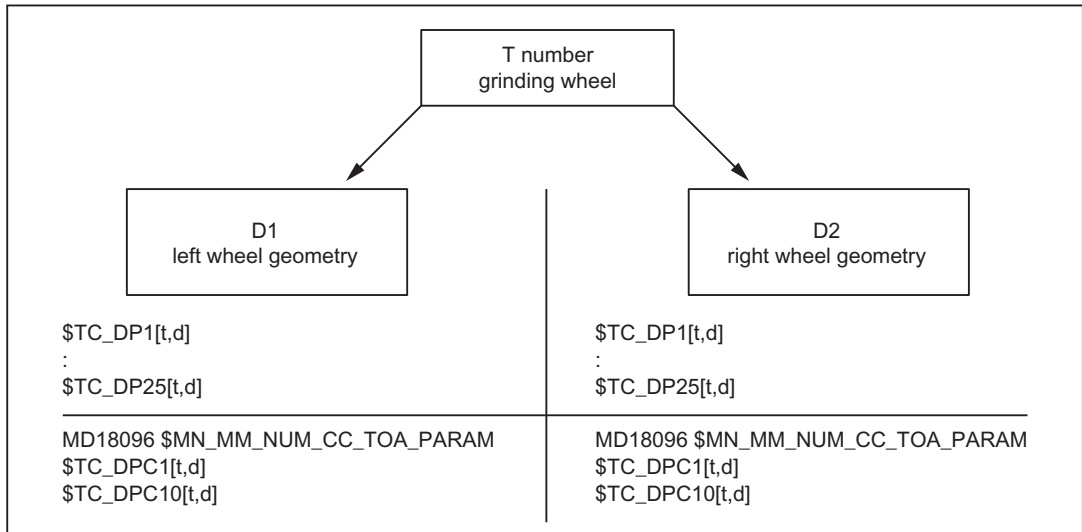 T number
grinding wheel
D1
left wheel geometry
D2
right wheel geometry
$TC_DP1[t,d]
:
$TC_DP25[t,d]
$TC_DP1[t,d]
:
$TC_DP25[t,d]
MD18096 $MN_MM_NUM_CC_TOA_PARAM
$TC_DPC1[t,d]
$TC_DPC10[t,d]
MD18096 $MN_MM_NUM_CC_TOA_PARAM
$TC_DPC1[t,d]
$TC_DPC10[t,d]